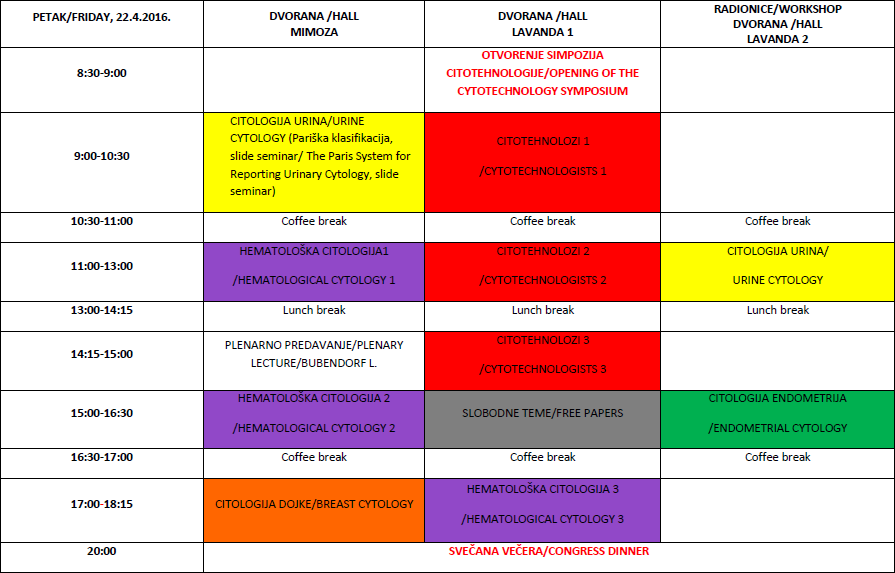 PETAK/FRIDAY, 22.4.2016.
DVORANA /HALL
MIMOZA
DVORANA /HALL
LAVANDA 1
RADIONICE/WORKSHOP
DVORANA /HALL
LAVANDA 2
8:30-9:00
OTVORENJE SIMPOZIJA
CITOTEHNOLOGIJE/OPENING OF THE
CYTOTECHNOLOGY SYMPOSIUM
9:00-10:30
CITOLOGIJA URINA/URINE
CYTOLOGY (Pariška klasifikacija,
slide seminar/ The Paris System for
Reporting Urinary Cytology, slide
seminar)
CITOTEHNOLOZI 1
/CYTOTECHNOLOGISTS 1
10:30-11:00
Coffee break
Coffee break
Coffee break
11:00-13:00
HEMATOLOŠKA CITOLOGIJA1
/HEMATOLOGICAL CYTOLOGY 1
CITOTEHNOLOZI 2
/CYTOTECHNOLOGISTS 2
CITOLOGIJA URINA/
URINE CYTOLOGY
13:00-14:15
Lunch break
Lunch break
Lunch break
14:15-15:00
PLENARNO PREDAVANJE/PLENARY
LECTURE/BUBENDORF L.
CITOTEHNOLOZI 3
/CYTOTECHNOLOGISTS 3
15:00-16:30
HEMATOLOŠKA CITOLOGIJA 2
/HEMATOLOGICAL CYTOLOGY 2
SLOBODNE TEME/FREE PAPERS
CITOLOGIJA ENDOMETRIJA
/ENDOMETRIAL CYTOLOGY
16:30-17:00
Coffee break
Coffee break
Coffee break
17:00-18:15
CITOLOGIJA DOJKE/BREAST CYTOLOGY
HEMATOLOŠKA CITOLOGIJA 3
/HEMATOLOGICAL CYTOLOGY 3
20:00
SVEČANA VEČERA/CONGRESS DINNER